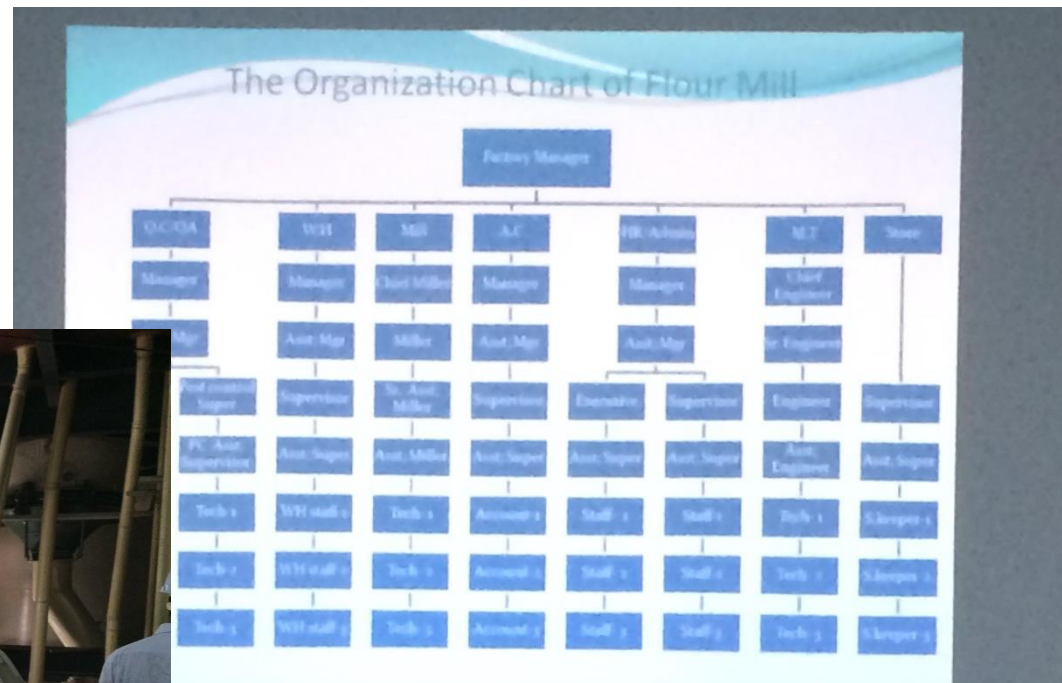 The Organization Chart of Flour Mill
Factory Manager
Q.C/QA
WH
Mill
A.C
HR/Admin
M.T
Store
Manager
Manager
Chief Miller
Manager
Manager
Chief
Engineer
Mgr
Asst. Mgr
Miller
Asst. Mgr
Asst. Mgr
Sr. Engineer
Pest control
Super
Supervisor
Sr. Asst.
Miller
Supervisor
Executive
Supervisor
Engineer
Supervisor
PC Asst.
Supervisor
Asst. Super
Asst. Miller
Asst. Super
Asst. Super
Asst. Super
Asst.
Engineer
Asst. Super
Tech-1
WH staff-1
Tech-1
Account-1
Staff-1
Staff-1
Tech-1
S.keeper-1
Tech-2
WH staff-2
Tech-2
Account-2
Staff-2
Staff-2
Tech-2
S.keeper-2
Tech-3
WH staff-3
Tech-3
Account-3
Staff-3
Staff-3
Tech-3
S.keeper-3